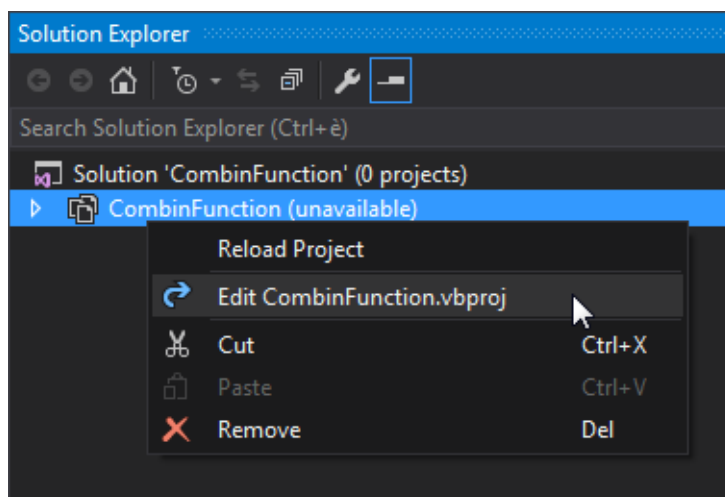 Solution Explorer
Search Solution Explorer (Ctrl+è)
Solution 'CombinFunction' (0 projects)
CombinFunction (unavailable)
Reload Project
Edit CombinFunction.vbproj
Cut Ctrl+X
Paste Ctrl+V
Remove Del